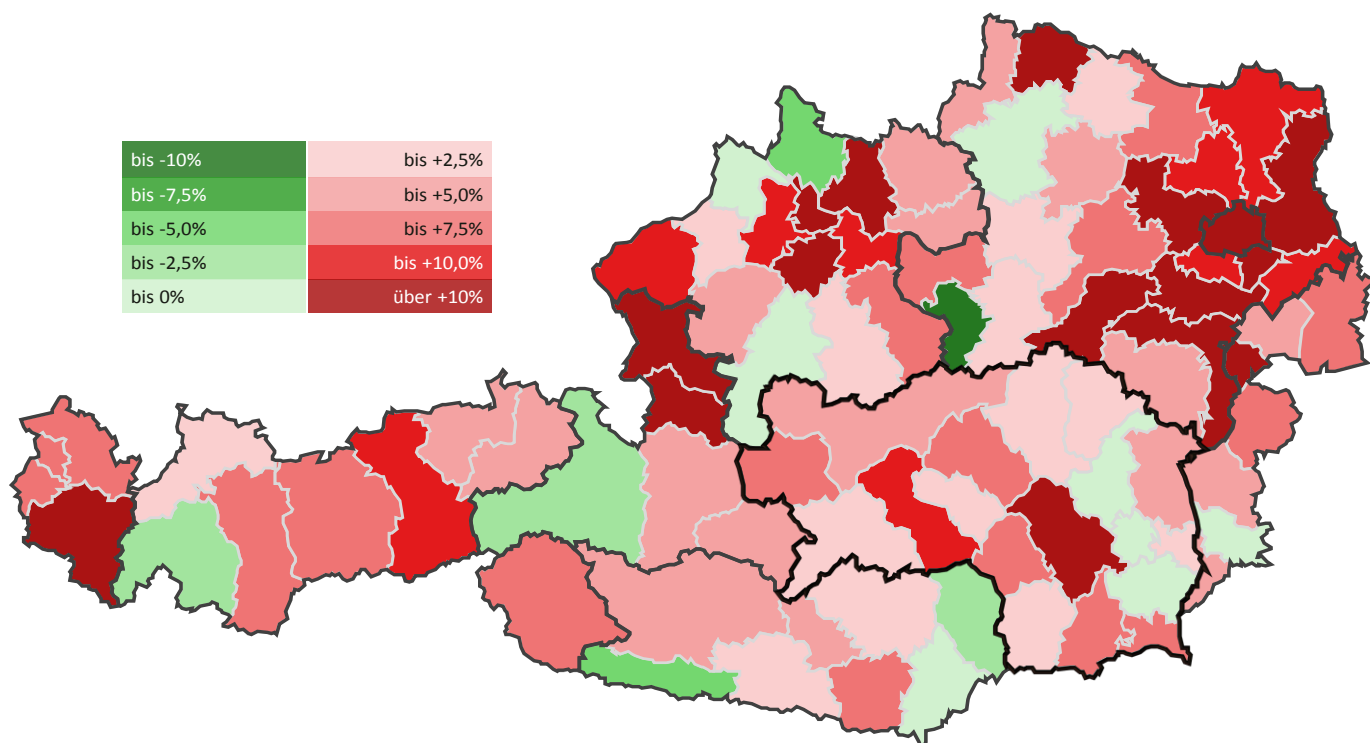 bis -10% bis +2,5%
bis -7,5% bis +5,0%
bis -5,0% bis +7,5%
bis -2,5% bis +10,0%
bis 0% über +10%